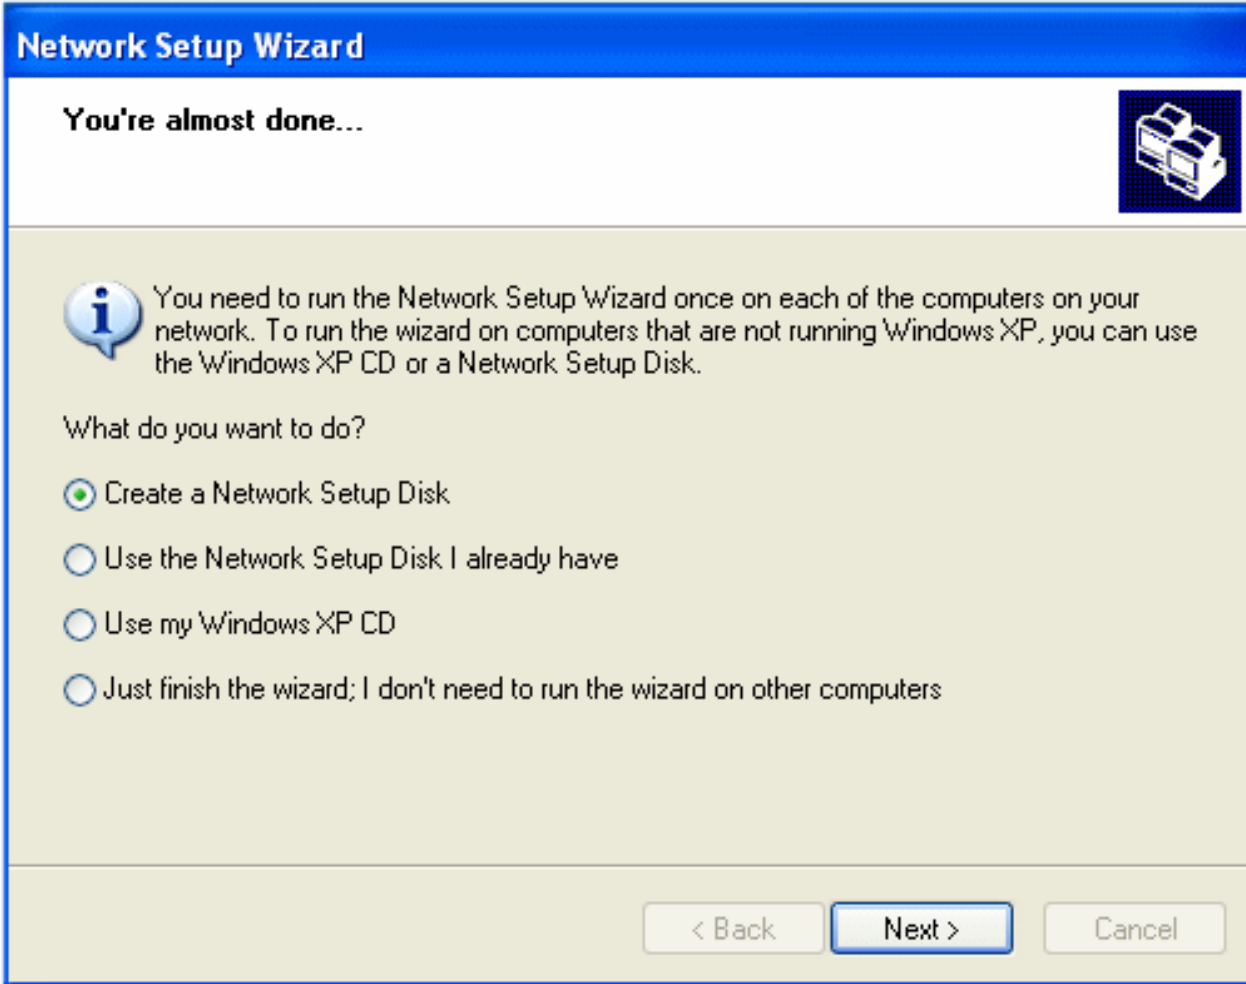 Network Setup Wizard
You're almost done...
You need to run the Network Setup Wizard once on each of the computers on your
network. To run the wizard on computers that are not running Windows XP, you can use
the Windows XP CD or a Network Setup Disk.
What do you want to do?
Create a Network Setup Disk
Use the Network Setup Disk I already have
Use my Windows XP CD
Just finish the wizard; I don't need to run the wizard on other computers
< Back
Next >
Cancel